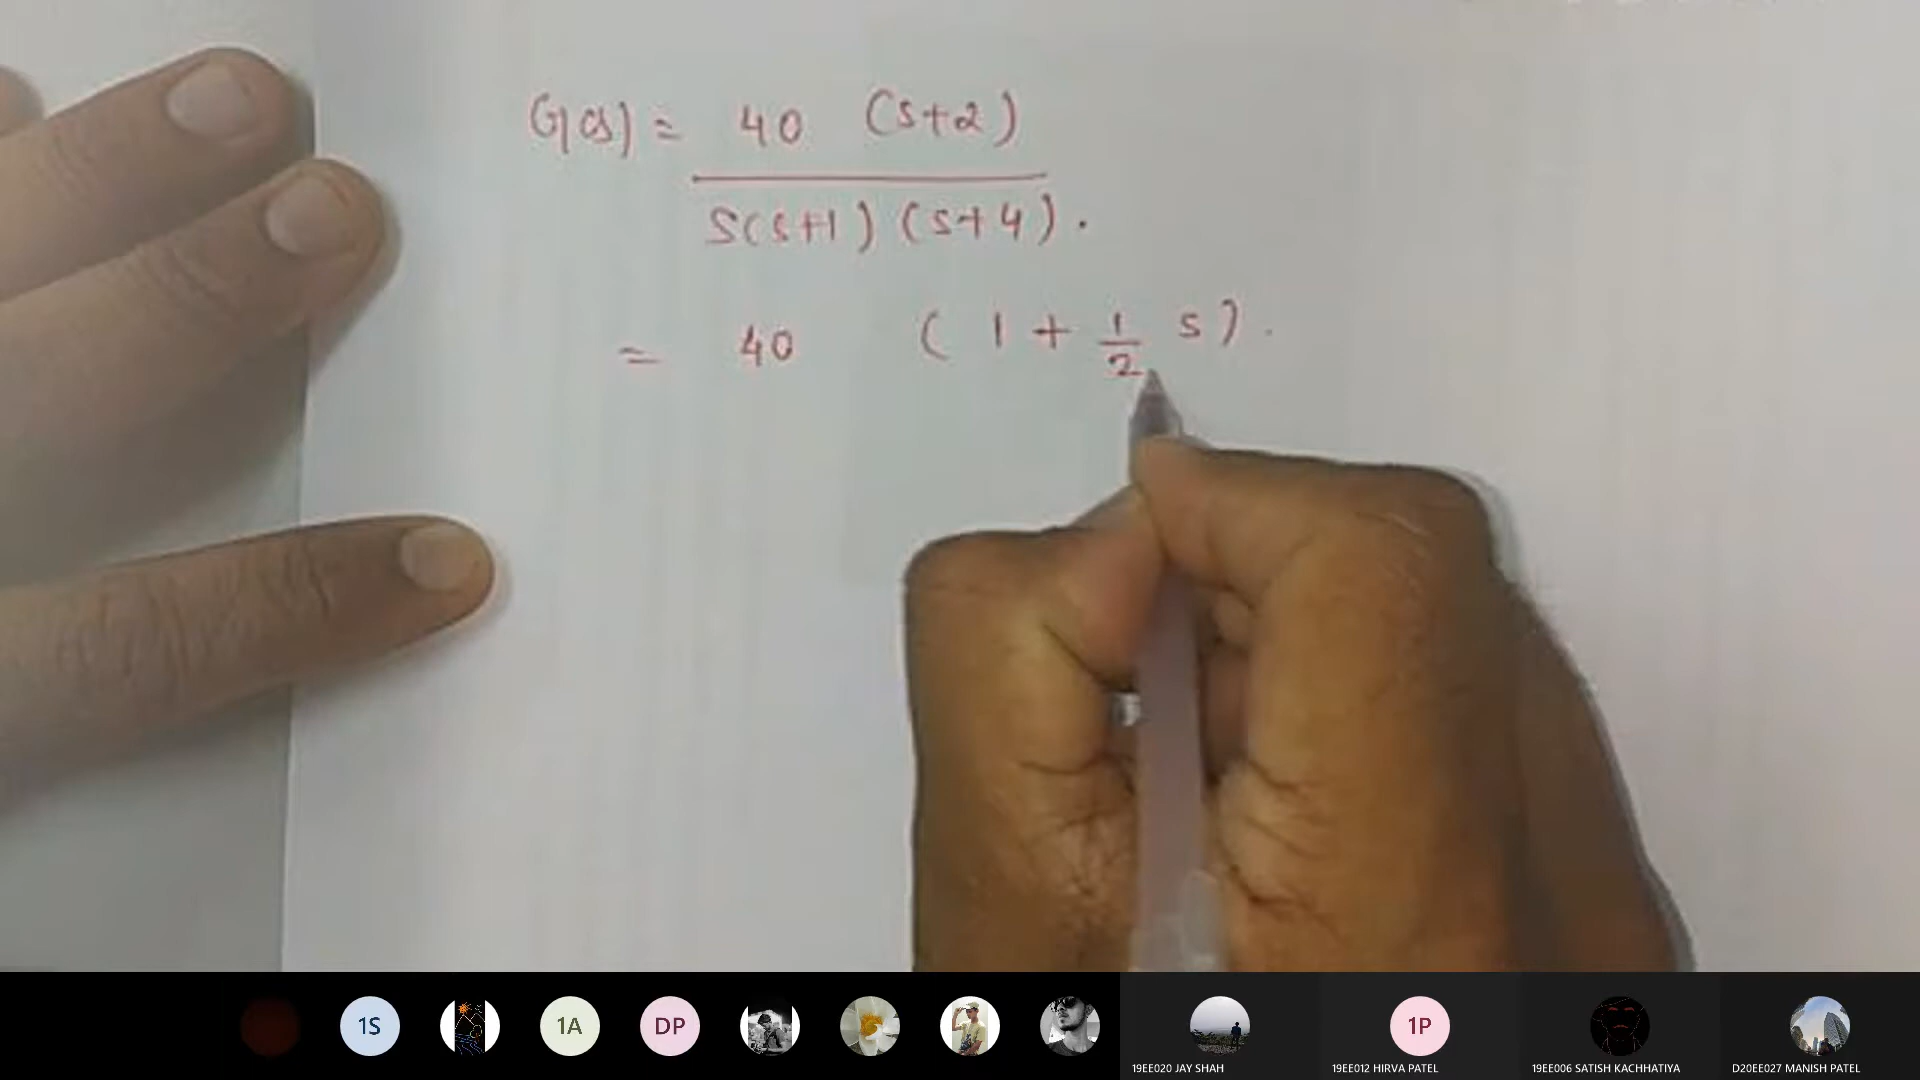 G(s) = 40 (s+2)
s(s+1) (s+4).
= 40 ( 1 + 1/2 s).
1S 1A DP 1P
19EE020 JAY SHAH 19EE012 HIRVA PATEL 19EE006 SATISH KACHHATIYA D20EE027 MANISH PATEL